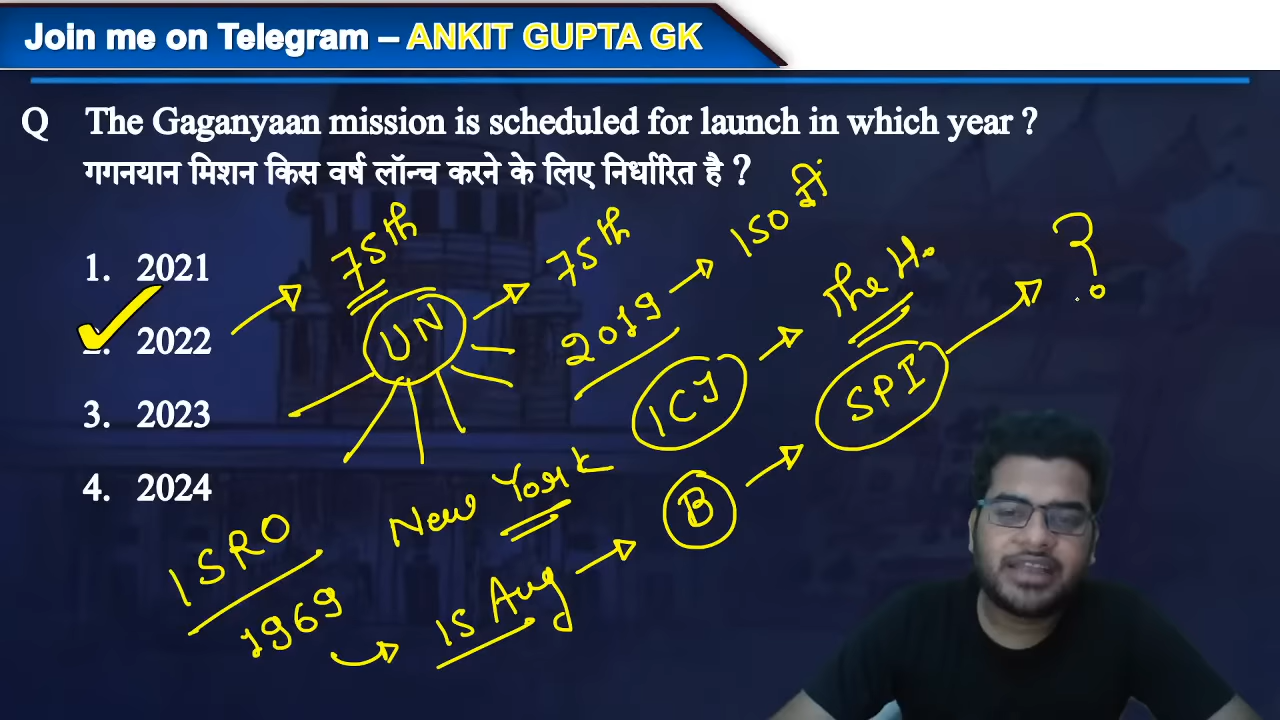 Join me on Telegram – ANKIT GUPTA GK
Q The Gaganyaan mission is scheduled for launch in which year ?
गगनयान मिशन किस वर्ष लॉन्च करने के लिए निर्धारित है ?
1. 2021
2. 2022
3. 2023
4. 2024
75th
UN
75th
2019
150 में
ICJ
The H.
SPI
?
New York
B
ISRO
1969
15 Aug